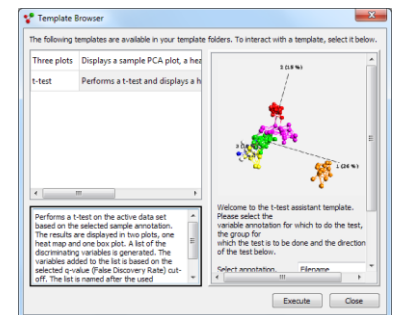 Template Browser
The following templates are available in your template folders. To interact with a template, select it below.
Three plots Displays a sample PCA plot, a hea
t-test Performs a t-test and displays a h
Performs a t-test on the active data set
based on the selected sample annotation.
The results are displayed in two plots, one
heat map and one box plot. A list of the
discriminating variables is generated. The
variables added to the list is based on the
selected q-value (False Discovery Rate) cut-
off. The list is named after the used
2 (18 %)
1 (36 %)
Welcome to the t-test assistant template.
Please select the
variable annotation for which to do the test,
the group for
which the test is to be done and the direction
of the test below.
Select annotation. Filename
Execute Close